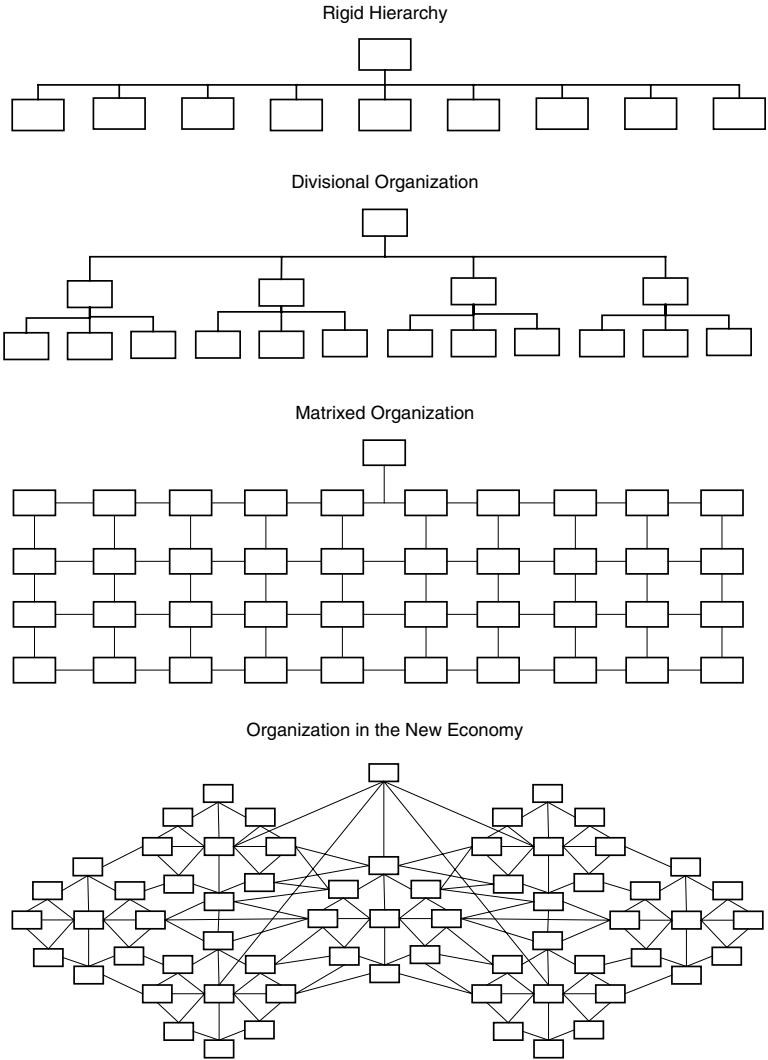 Rigid Hierarchy
Divisional Organization
Matrixed Organization
Organization in the New Economy